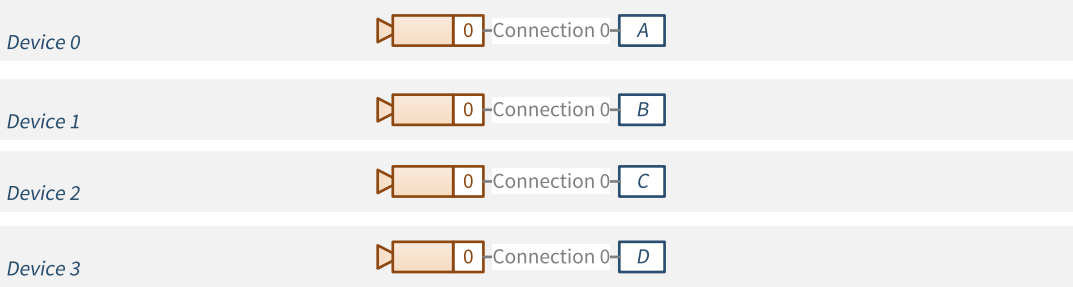 0 Connection 0 A
Device 0
0 Connection 0 B
Device 1
0 Connection 0 C
Device 2
0 Connection 0 D
Device 3